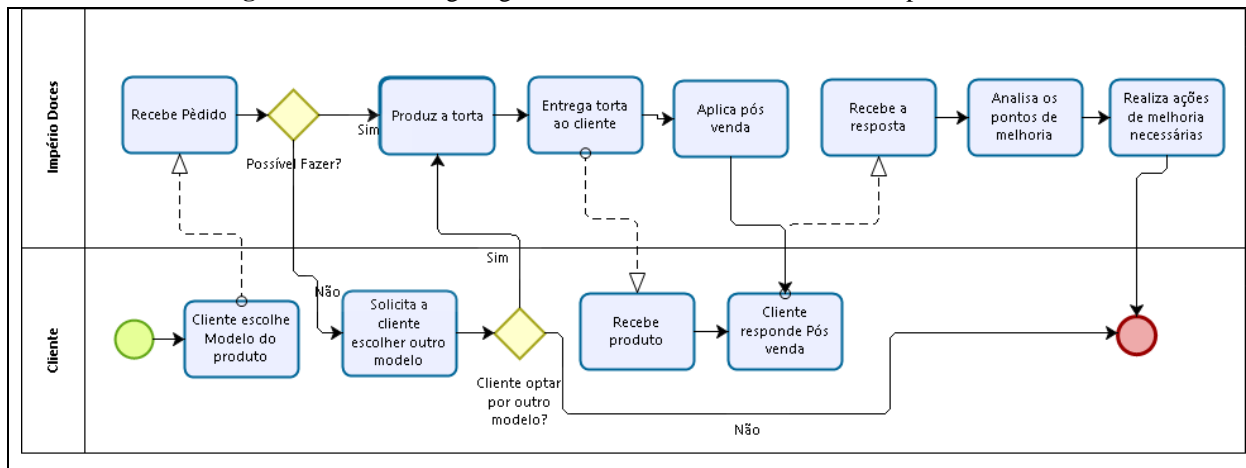 Império Doces
Recebe Pèdido
Possível Fazer?
Sim
Produz a torta
Entrega torta
ao cliente
Aplica pós
venda
Recebe a
resposta
Analisa os
pontos de
melhoria
Realiza ações
de melhoria
necessárias
Cliente
Cliente escolhe
Modelo do
produto
Não
Solicita a
cliente
escolher outro
modelo
Sim
Cliente optar
por outro
modelo?
Recebe
produto
Cliente
responde Pós
venda
Não